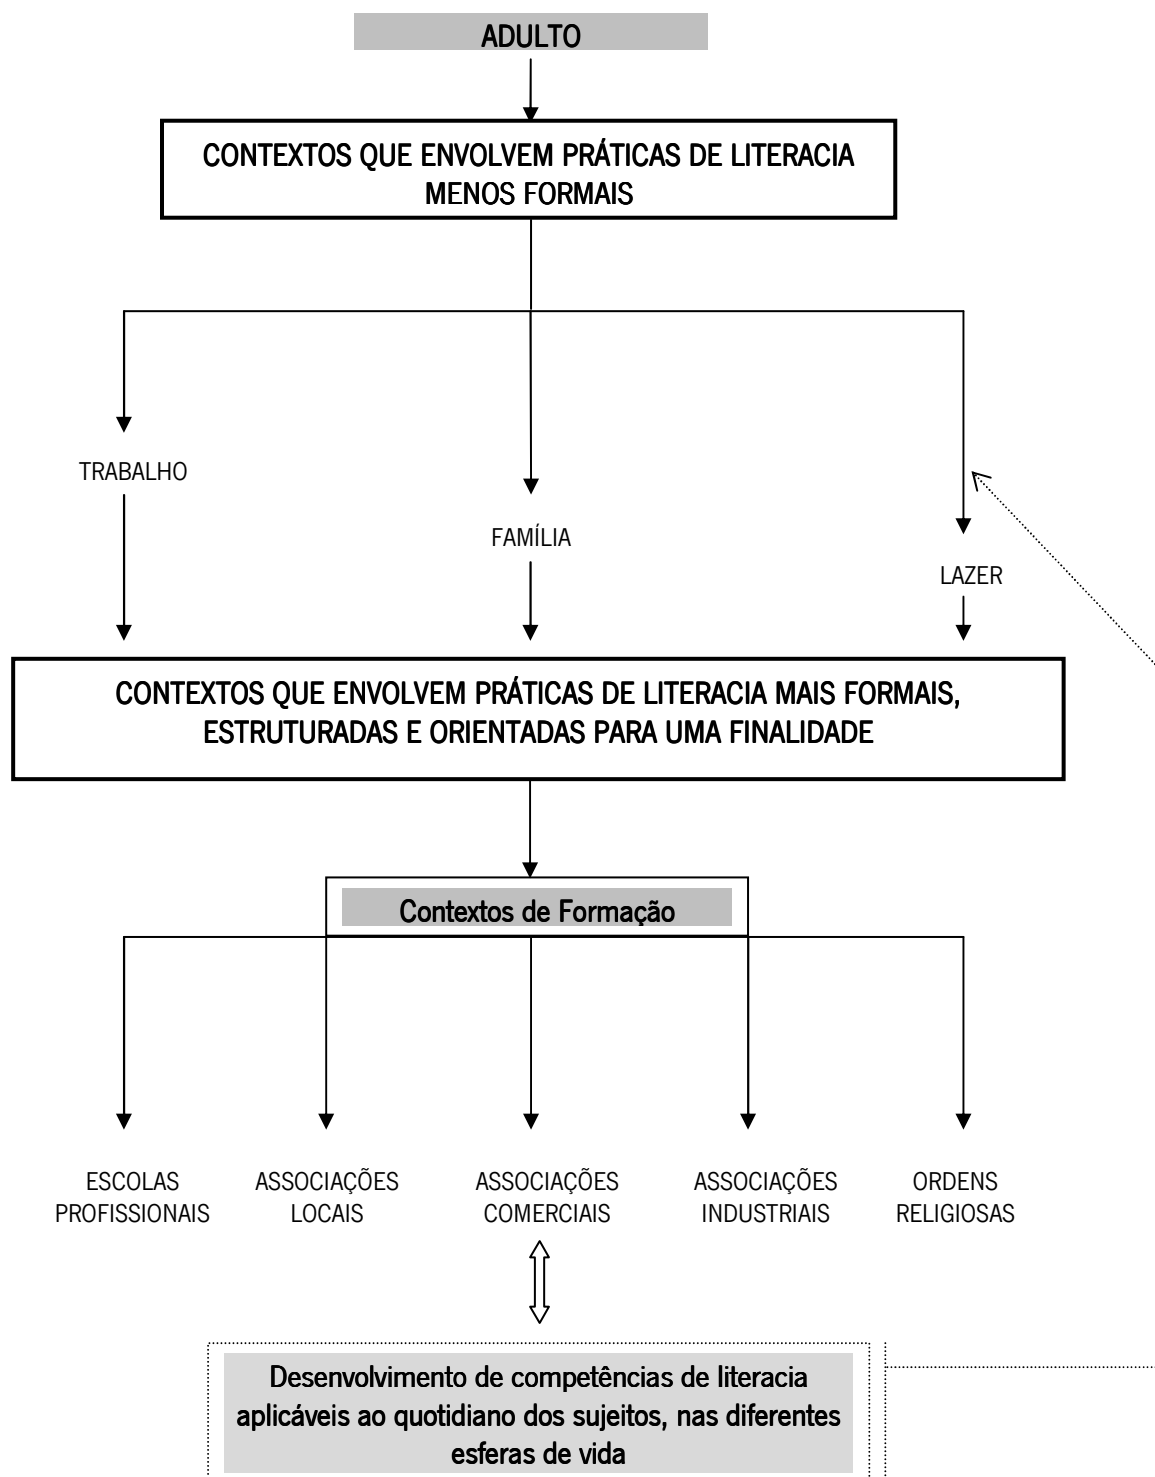 ADULTO
CONTEXTOS QUE ENVOLVEM PRÁTICAS DE LITERACIA
MENOS FORMAIS
TRABALHO
FAMÍLIA
LAZER
CONTEXTOS QUE ENVOLVEM PRÁTICAS DE LITERACIA MAIS FORMAIS,
ESTRUTURADAS E ORIENTADAS PARA UMA FINALIDADE
Contextos de Formação
ESCOLAS
PROFISSIONAIS
ASSOCIAÇÕES
LOCAIS
ASSOCIAÇÕES
COMERCIAIS
ASSOCIAÇÕES
INDUSTRIAIS
ORDENS
RELIGIOSAS
Desenvolvimento de competências de literacia
aplicáveis ao quotidiano dos sujeitos, nas diferentes
esferas de vida